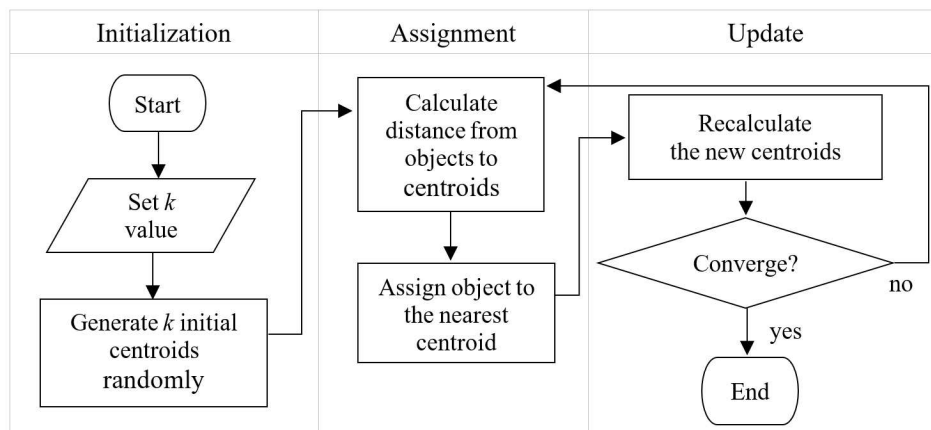 Initialization
Start
Set k
value
Generate k initial
centroids
randomly
Assignment
Calculate
distance from
objects to
centroids
Assign object to
the nearest
centroid
Update
Recalculate
the new centroids
Converge?
no
yes
End